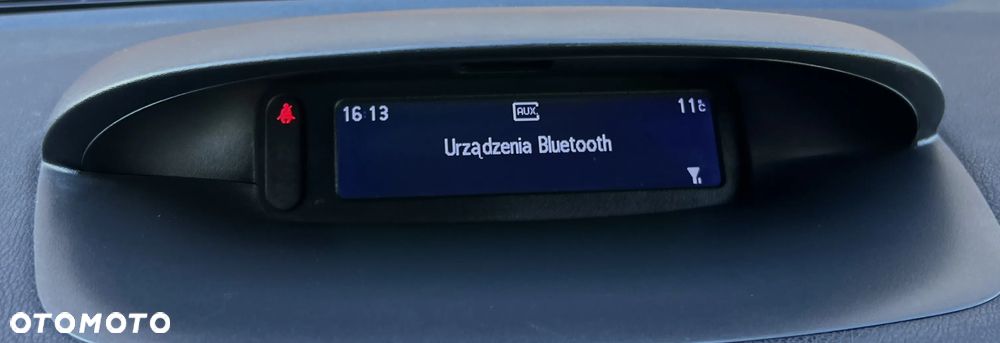 16:13 AUX 11°c
Urządzenia Bluetooth
OTOMOTO